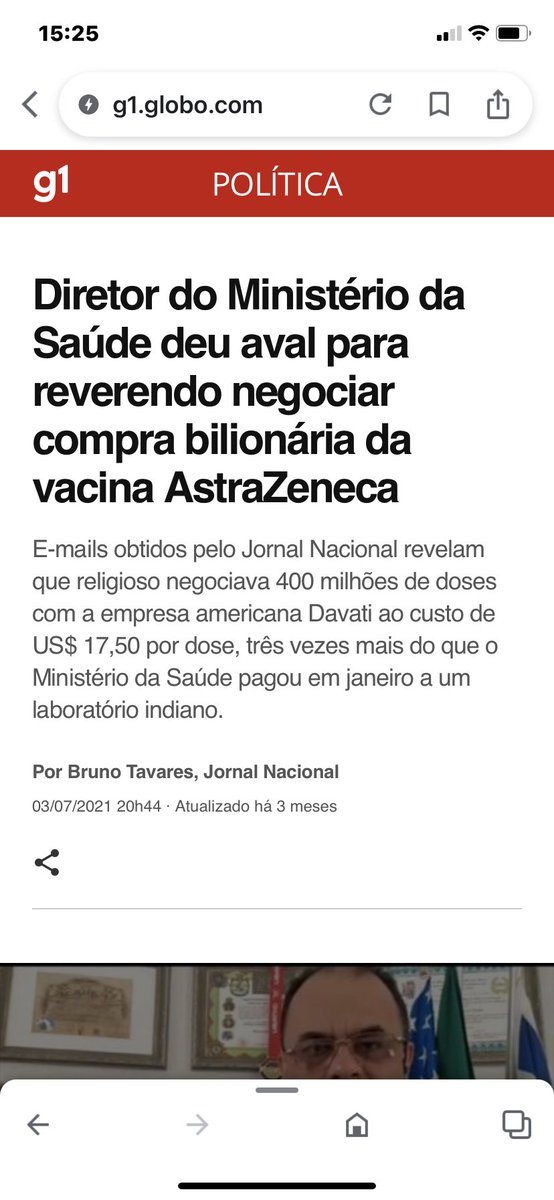 15:25
g1.globo.com
g1
POLÍTICA
Diretor do Ministério da
Saúde deu aval para
reverendo negociar
compra bilionária da
vacina AstraZeneca
E-mails obtidos pelo Jornal Nacional revelam
que religioso negociava 400 milhões de doses
com a empresa americana Davati ao custo de
US$ 17,50 por dose, três vezes mais do que o
Ministério da Saúde pagou em janeiro a um
laboratório indiano.
Por Bruno Tavares, Jornal Nacional
03/07/2021 20h44 · Atualizado há 3 meses